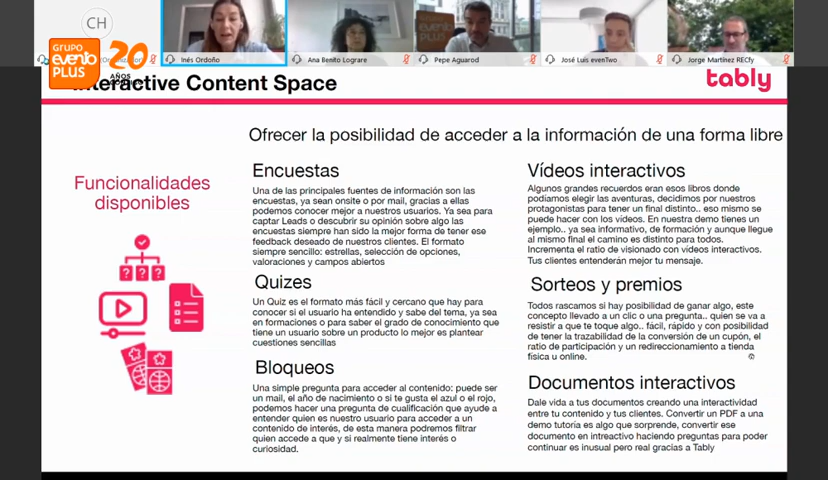 CH
GRUPO
evento
PLUS
20
AÑOS
Inés Ordoño
Ana Benito Lograre
Pepe Aguarod
José Luis evenTwo
Jorge Martínez RECfy
Interactive Content Space
tably
Ofrecer la posibilidad de acceder a la información de una forma libre
Funcionalidades
disponibles
Encuestas
Una de las principales fuentes de información son las
encuestas, ya sean onsite o por mail, gracias a ellas
podemos conocer mejor a nuestros usuarios. Ya sea para
captar Leads o descubrir su opinión sobre algo las
encuestas siempre han sido la mejor forma de tener ese
feedback deseado de nuestros clientes. El formato
siempre sencillo: estrellas, selección de opciones,
valoraciones y campos abiertos
Quizes
Un Quiz es el formato más fácil y cercano que hay para
conocer si el usuario ha entendido y sabe del tema, ya sea
en formaciones o para saber el grado de conocimiento que
tiene un usuario sobre un producto lo mejor es plantear
cuestiones sencillas
Bloqueos
Una simple pregunta para acceder al contenido: puede ser
un mail, el año de nacimiento o si te gusta el azul o el rojo,
podemos hacer una pregunta de cualificación que ayude a
entender quien es nuestro usuario para acceder a un
contenido de interés, de esta manera podremos filtrar
quien accede a que y si realmente tiene interés o
curiosidad.
Vídeos interactivos
Algunos grandes recuerdos eran esos libros donde
podíamos elegir las aventuras, decidimos por nuestros
protagonistas para tener un final distinto.. eso mismo se
puede hacer con los videos. En nuestra demo tienes un
ejemplo.. ya sea informativo, de formación y aunque llegue
al mismo final el camino es distinto para todos.
Incrementa el ratio de visionado con vídeos interactivos.
Tus clientes entenderán mejor tu mensaje.
Sorteos y premios
Todos rascamos si hay posibilidad de ganar algo, este
concepto llevado a un clic o una pregunta.. quien se va a
resistir a que te toque algo.. fácil, rápido y con posibilidad
de tener la trazabilidad de la conversión de un cupón, el
ratio de participación y un redireccionamiento a tienda
física u online.
Documentos interactivos
Dale vida a tus documentos creando una interactividad
entre tu contenido y tus clientes. Convertir un PDF a una
demo tutoría es algo que sorprende, convertir ese
documento en intreactivo haciendo preguntas para poder
continuar es inusual pero real gracias a Tably